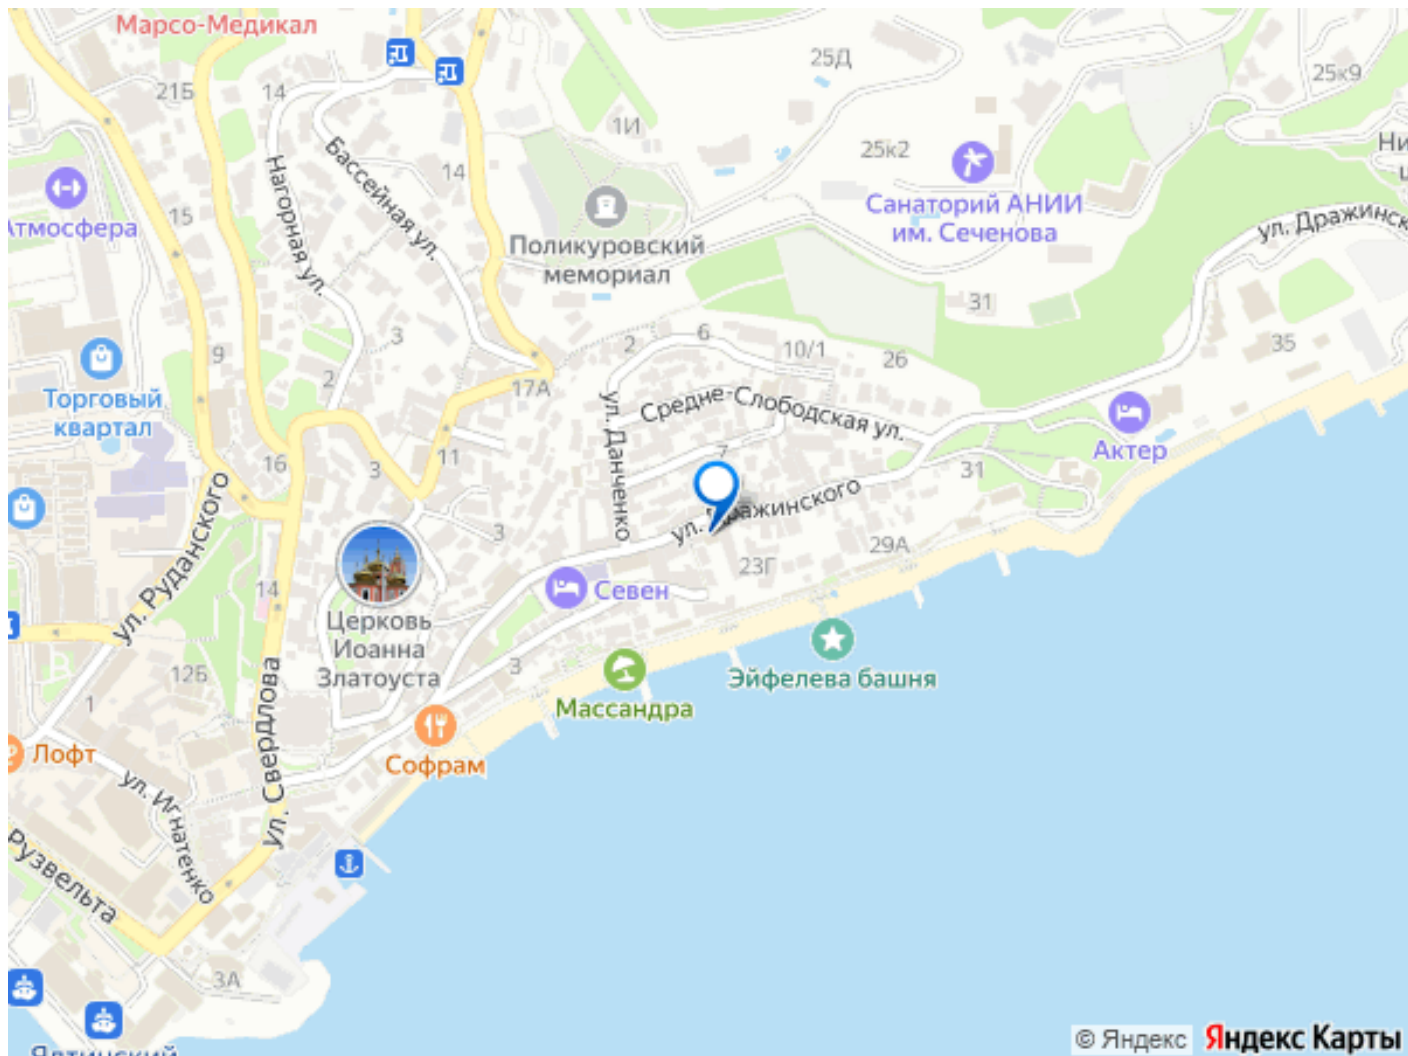 Марсо-Медикал
25Д
25к9
21Б
14
1И
Бассейная ул.
Нагорная ул.
14
25к2
Санаторий АНИИ
им. Сеченова
ул. Дражинск
15
Атмосфера
Поликуровский
мемориал
31
3
2
6
10/1
26
35
9
2
17А
Торговый
квартал
ул. Данченко
Средне-Слободская ул.
Актер
7
16
3
11
31
ул. Дражинского
ул. Руданского
3
29А
23Г
14
Севен
Церковь
Иоанна
Златоуста
12Б
3
Эйфелева башня
Массандра
1
Лофт
Софрам
ул. Свердлова
ул. Игнатенко
Рузвельта
3А
Ялтинский
© Яндекс Яндекс Карты